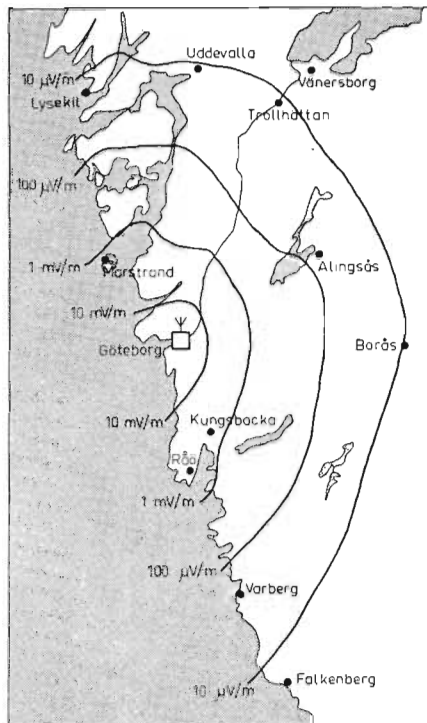 Uddevalla
10 µV/m
Vänersborg
Lysekil
Trollhättan
100 µV/m
Alingsås
1 mV/m
Marstrand
10 mV/m
Göteborg
Borås
10 mV/m
Kungsbacka
Råö
1 mV/m
100 µV/m
Varberg
Falkenberg
10 µV/m